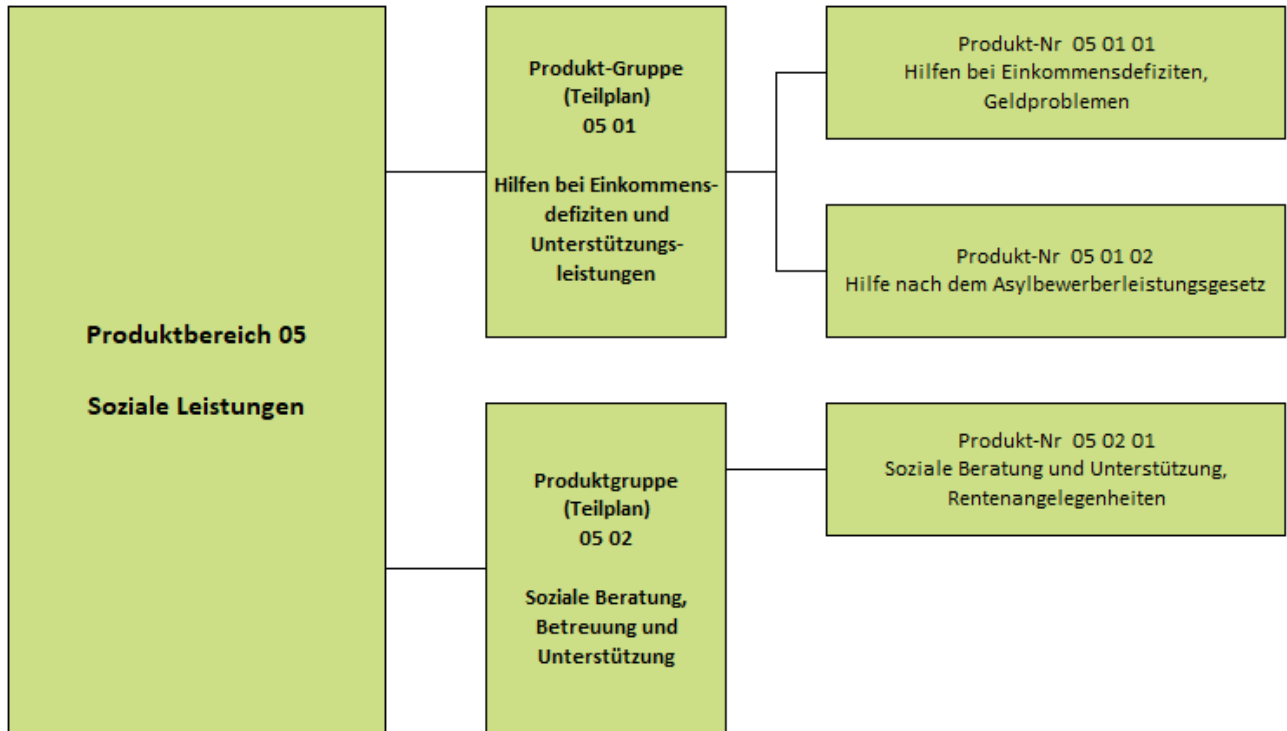 Produktbereich 05
Soziale Leistungen
Produkt-Gruppe
(Teilplan)
05 01
Hilfen bei Einkommens-
defiziten und
Unterstützungs-
leistungen
Produkt-Nr 05 01 01
Hilfen bei Einkommensdefiziten,
Geldproblemen
Produkt-Nr 05 01 02
Hilfe nach dem Asylbewerberleistungsgesetz
Produktgruppe
(Teilplan)
05 02
Soziale Beratung,
Betreuung und
Unterstützung
Produkt-Nr 05 02 01
Soziale Beratung und Unterstützung,
Rentenangelegenheiten